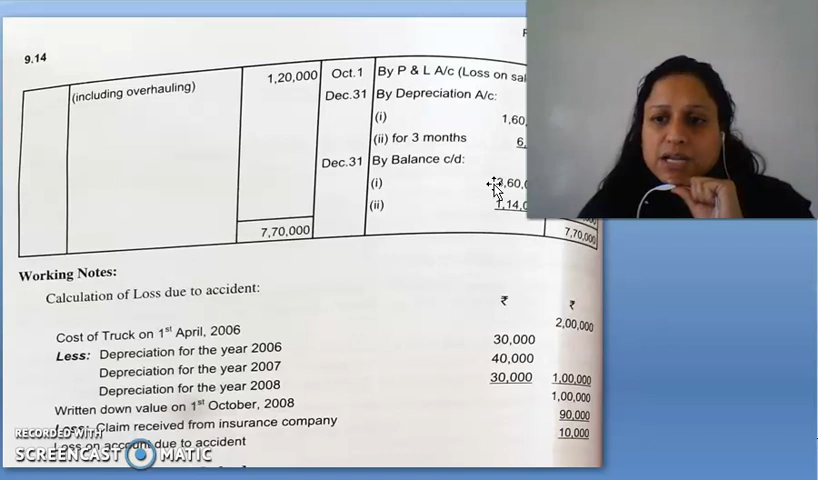 9.14
(including overhauling) 1,20,000 Oct.1 By P & L A/c (Loss on
Dec.31 By Depreciation A/c:
(i)
(ii) for 3 months
Dec.31 By Balance c/d:
(i)
(ii) 1,14,0
7,70,000 7,70,000
Working Notes:
Calculation of Loss due to accident:
₹ ₹
Cost of Truck on 1st April, 2006 2,00,000
Less: Depreciation for the year 2006 30,000
Depreciation for the year 2007 40,000
Depreciation for the year 2008 30,000 1,00,000
Written down value on 1st October, 2008 1,00,000
Less: Claim received from insurance company 90,000
Loss on account due to accident 10,000
RECORDED WITH
SCREENCAST MATIC